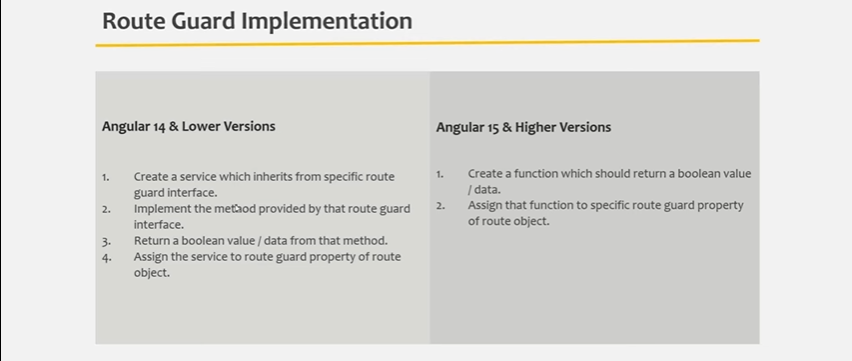 Route Guard Implementation
Angular 14 & Lower Versions
1. Create a service which inherits from specific route
guard interface.
2. Implement the method provided by that route guard
interface.
3. Return a boolean value / data from that method.
4. Assign the service to route guard property of route
object.
Angular 15 & Higher Versions
1. Create a function which should return a boolean value
/ data.
2. Assign that function to specific route guard property
of route object.